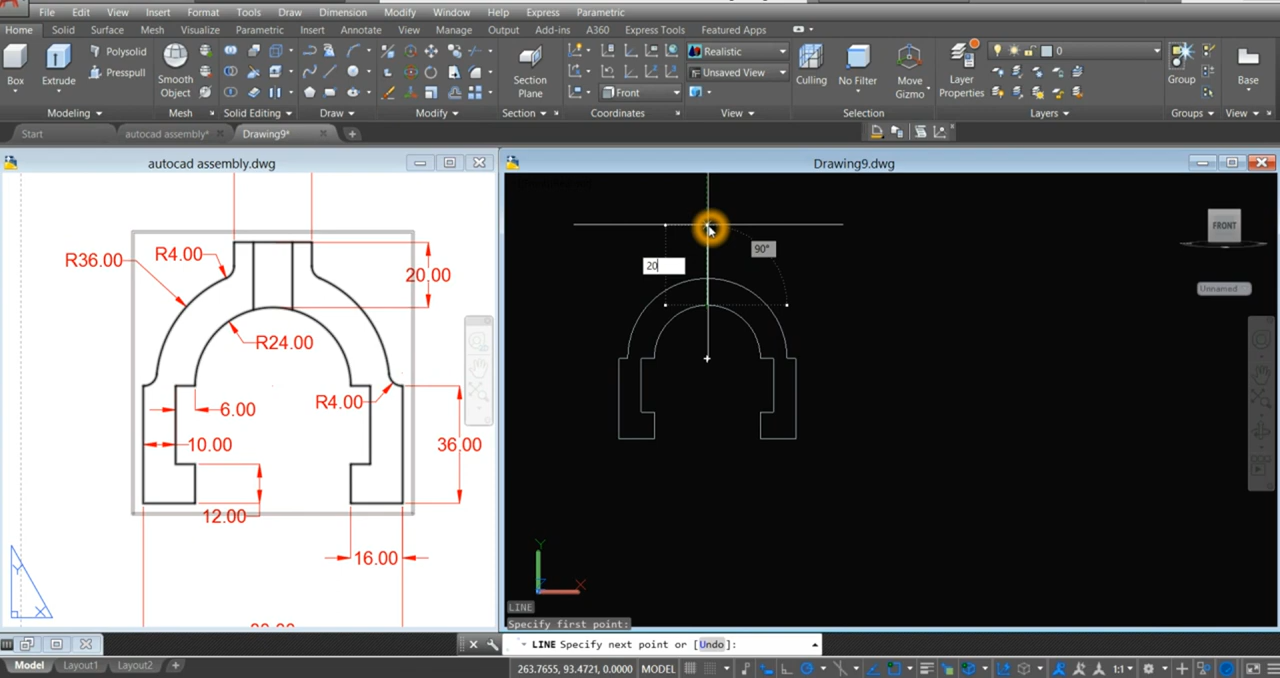 File Edit View Insert Format Tools Draw Dimension Modify Window Help Express Parametric
Home Solid Surface Mesh Visualize Parametric Insert Annotate View Manage Output Add-ins A360 Express Tools Featured Apps
Box
Extrude
Polysolid
Presspull
Smooth
Object
Section
Plane
Front
Realistic
Unsaved View
Culling
No Filter
Move
Gizmo
Layer
Properties
0
Group
Base
Modeling
Mesh
Solid Editing
Draw
Modify
Section
Coordinates
View
Selection
Layers
Groups
View
Start
autocad assembly*
Drawing9*
autocad assembly.dwg
Drawing9.dwg
R36.00
R4.00
20.00
R24.00
R4.00
6.00
10.00
36.00
12.00
16.00
Y
X
90°
20
FRONT
Unnamed
Y
X
LINE
Specify first point:
LINE Specify next point or [Undo]:
Model Layout1 Layout2 +
263.7655, 93.4721, 0.0000 MODEL
1:1